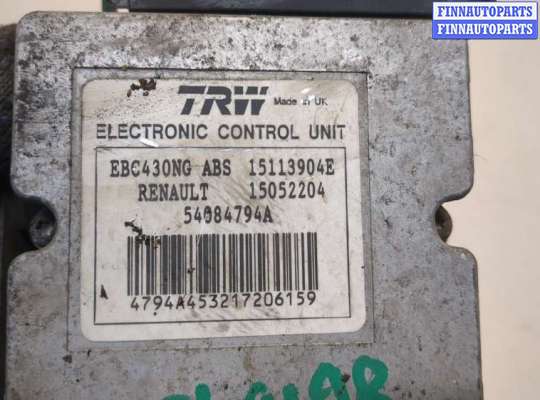 FINNAUTOPARTS
FINNAUTOPARTS
TRW Made in UK
ELECTRONIC CONTROL UNIT
EBC430NG ABS 15113904E
RENAULT 15052204
54084794A
4794A453217206159